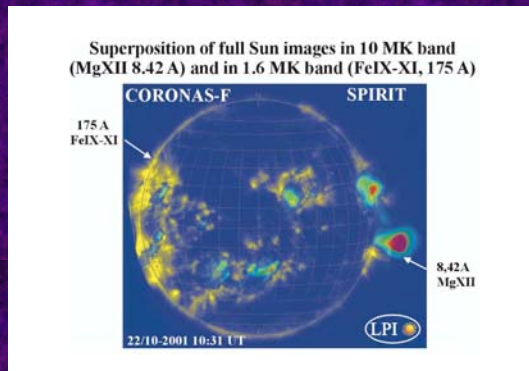 Superposition of full Sun images in 10 MK band
(MgXII 8.42 A) and in 1.6 MK band (FeIX-XI, 175 A)
CORONAS-F
SPIRIT
175 A
FeIX-XI
8,42A
MgXII
22/10-2001 10:31 UT
LPI